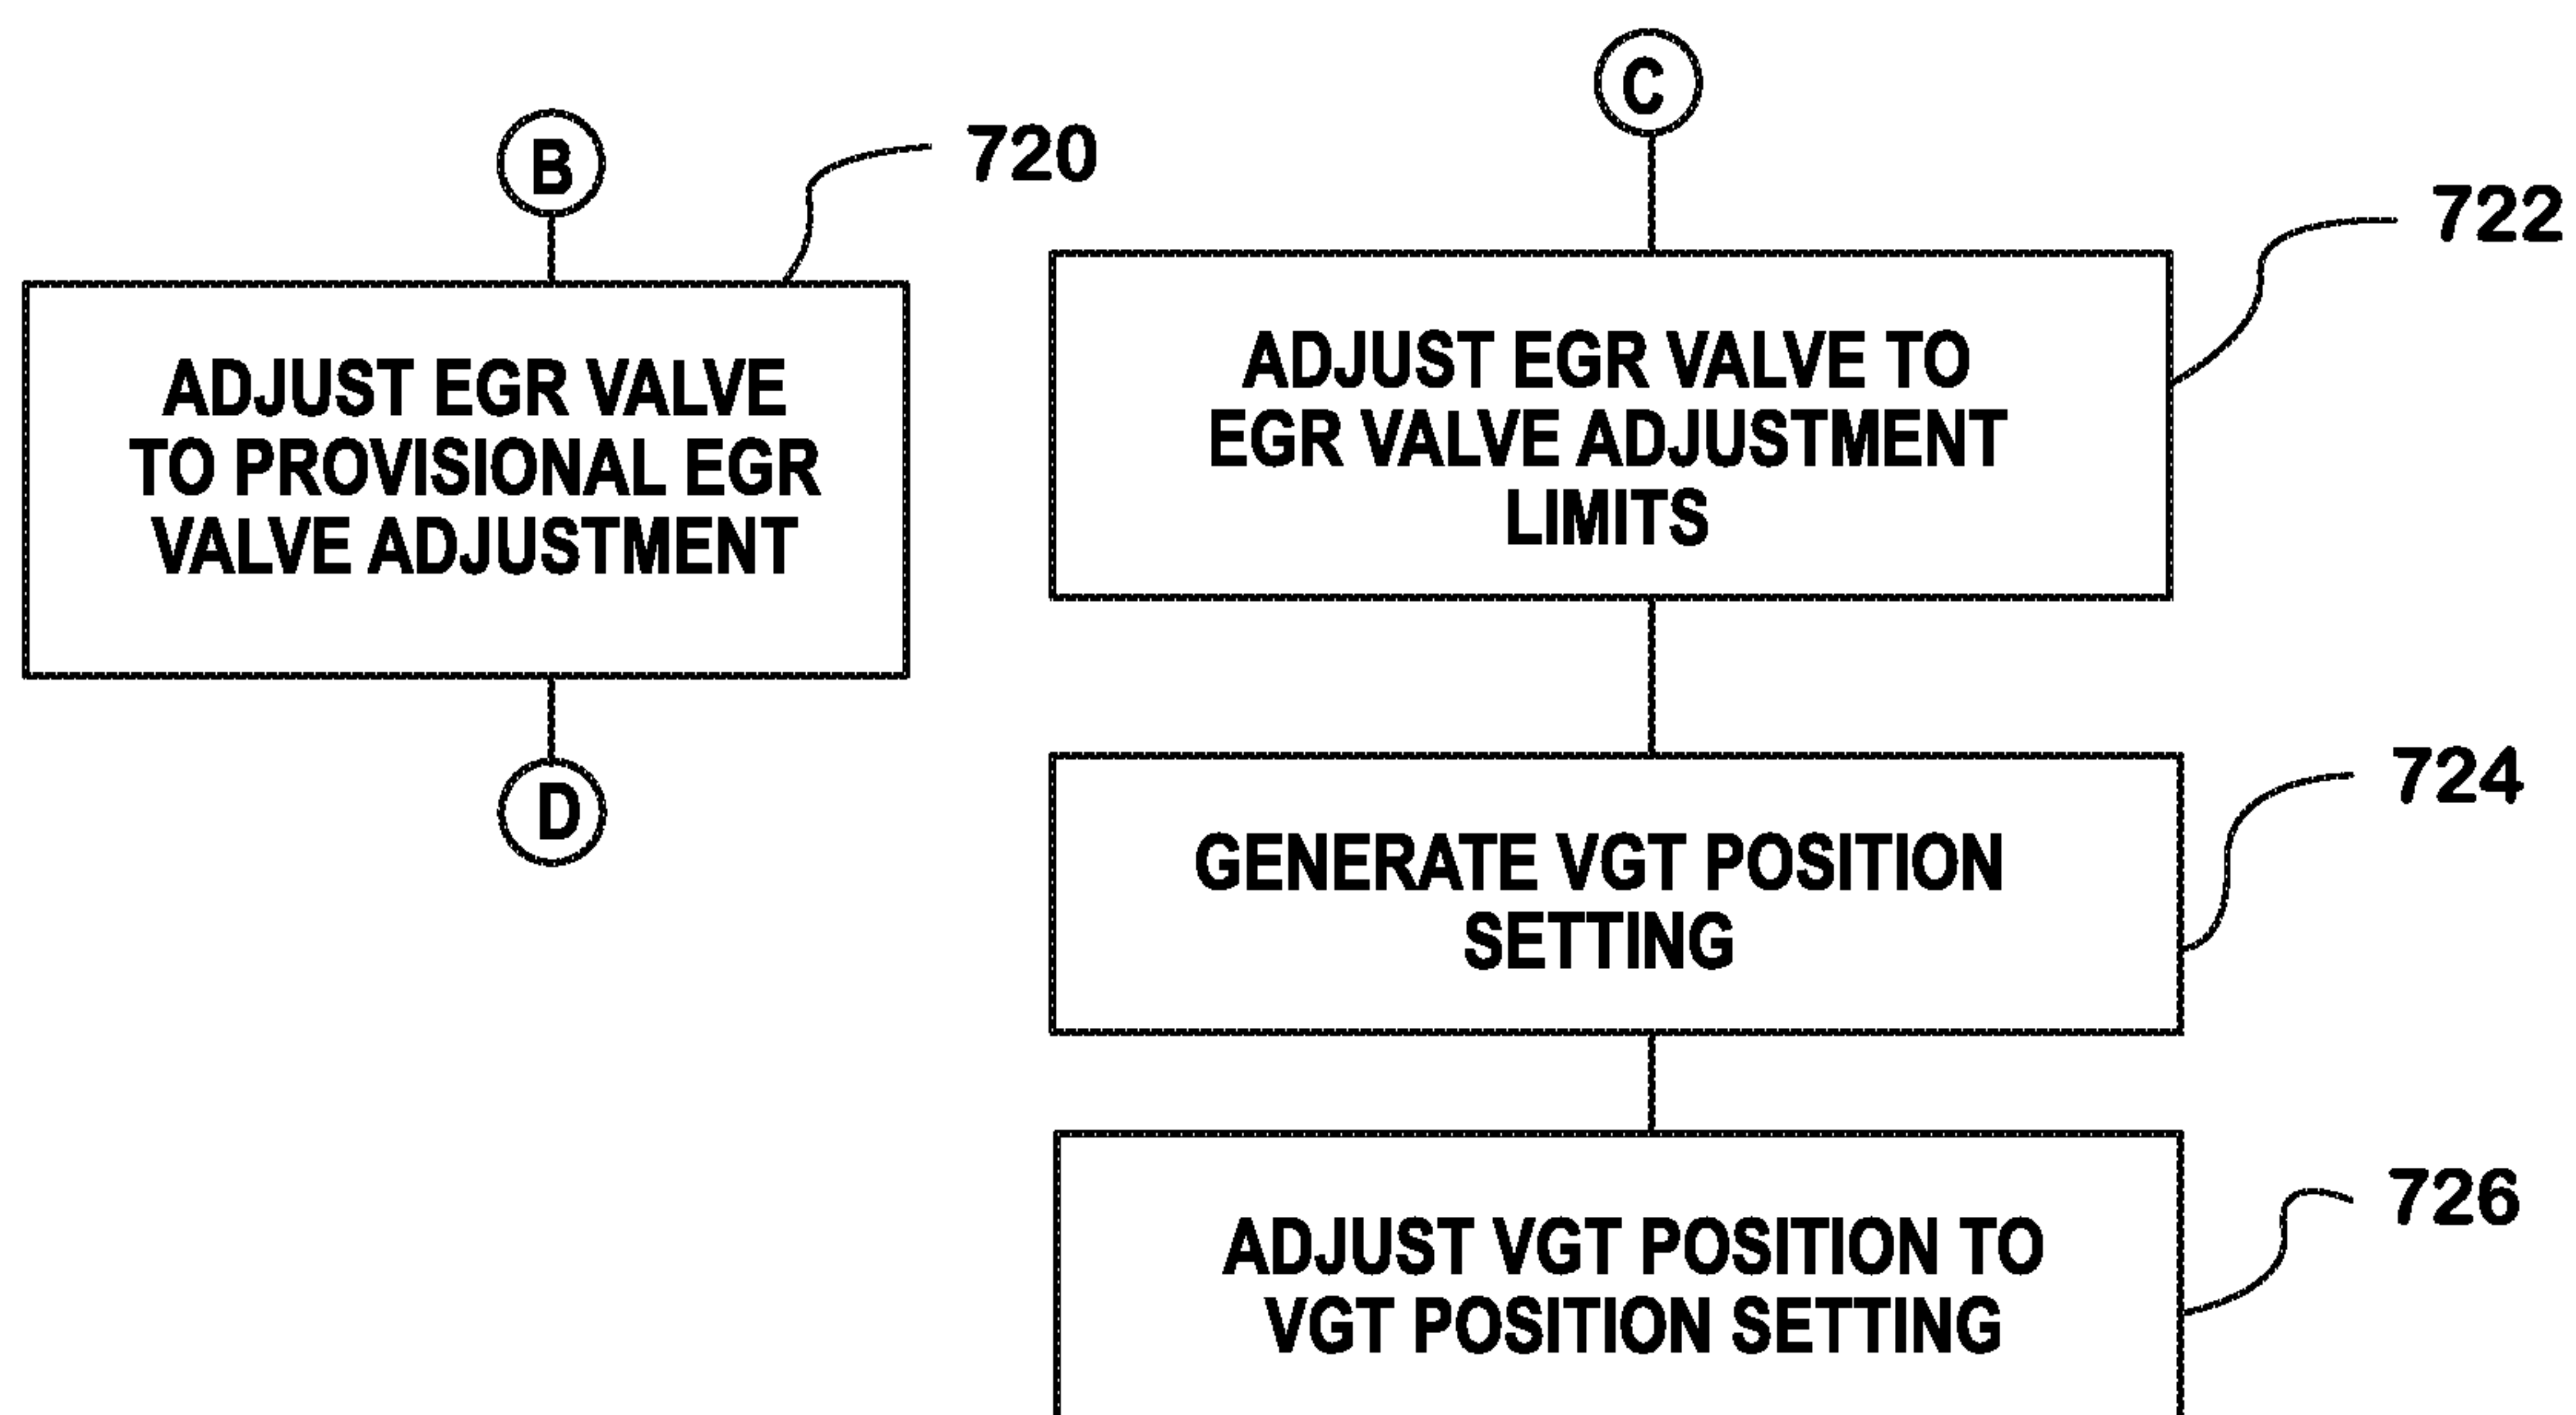 B
720
ADJUST EGR VALVE
TO PROVISIONAL EGR
VALVE ADJUSTMENT
D
C
722
ADJUST EGR VALVE TO
EGR VALVE ADJUSTMENT
LIMITS
724
GENERATE VGT POSITION
SETTING
726
ADJUST VGT POSITION TO
VGT POSITION SETTING